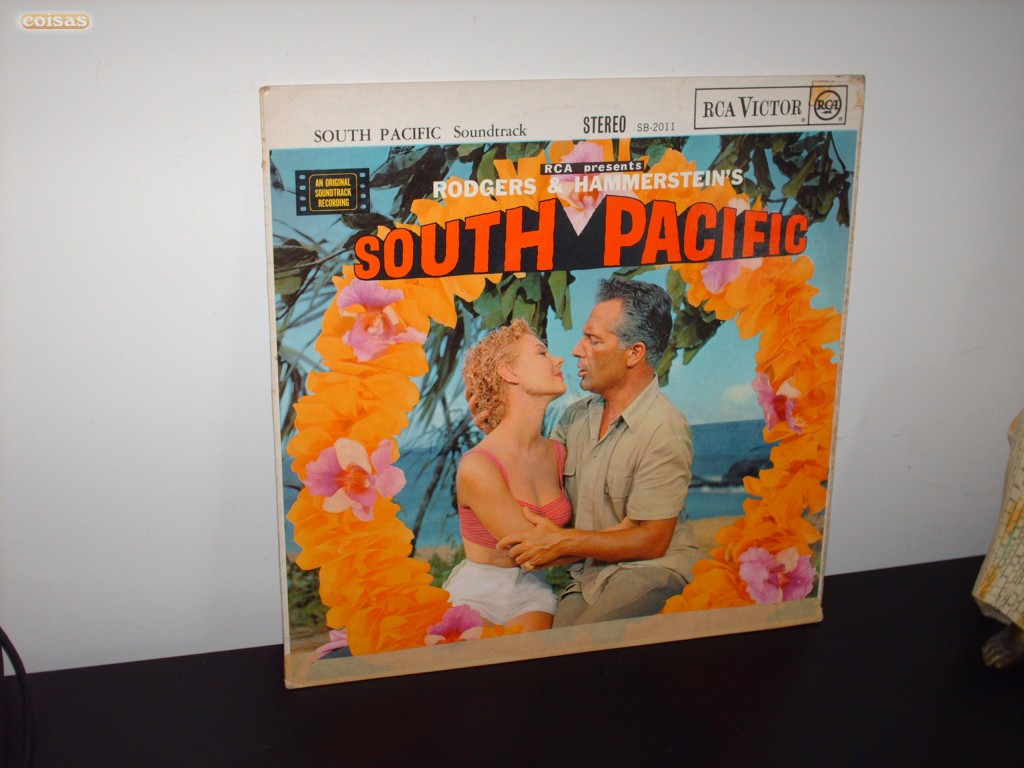 coisas
SOUTH PACIFIC Soundtrack
STEREO SB-2011
RCA VICTOR
RCA
AN ORIGINAL
SOUNDTRACK
RECORDING
RCA presents
RODGERS & HAMMERSTEIN'S
SOUTH PACIFIC